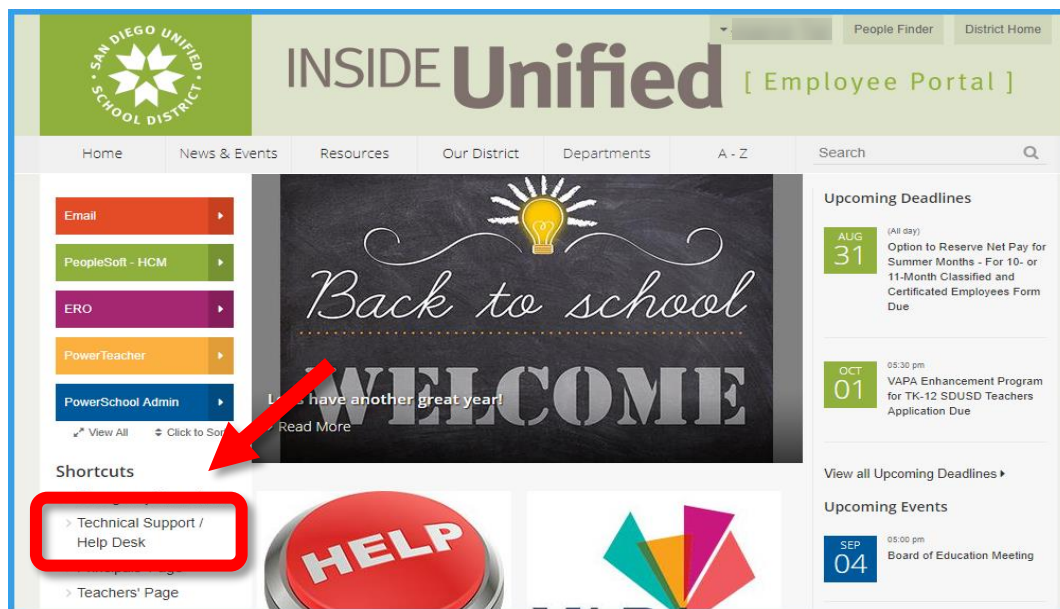 SAN DIEGO UNIFIED
SCHOOL DISTRICT
INSIDE Unified [ Employee Portal ]
People Finder
District Home
Home
News & Events
Resources
Our District
Departments
A - Z
Search
Email
PeopleSoft - HCM
ERO
PowerTeacher
PowerSchool Admin
View All
Click to
Shortcuts
Technical Support /
Help Desk
Teachers' Page
Back to school
WELCOME
have another great year!
Read More
HELP
Upcoming Deadlines
AUG
31
(All day)
Option to Reserve Net Pay for
Summer Months - For 10- or
11-Month Classified and
Certificated Employees Form
Due
OCT
01
05:30 pm
VAPA Enhancement Program
for TK-12 SDUSD Teachers
Application Due
View all Upcoming Deadlines
Upcoming Events
SEP
04
05:00 pm
Board of Education Meeting